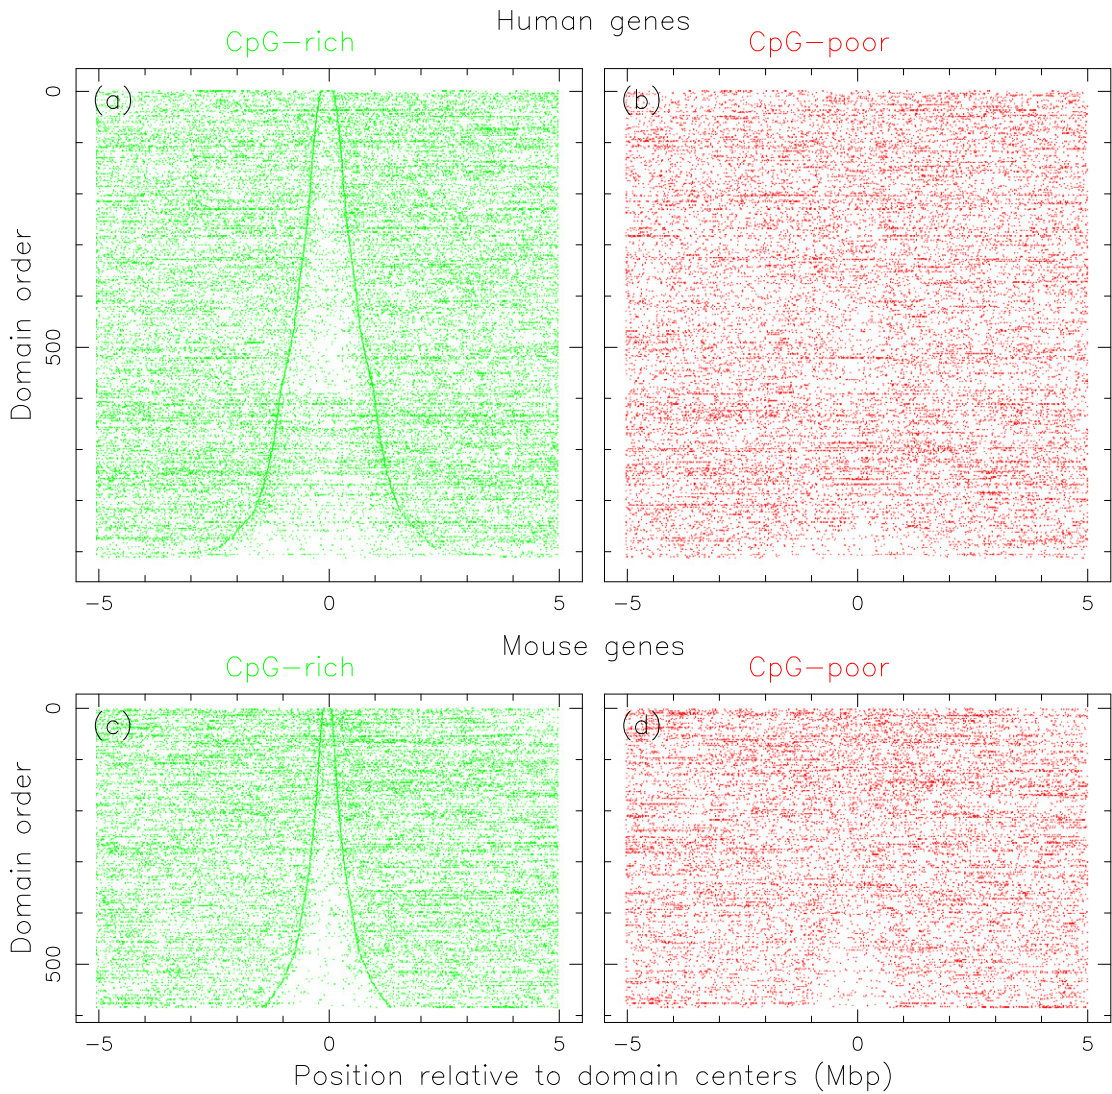 Human genes
CpG-rich CpG-poor
(a) (b)
0
500
Domain order
-5 0 5 -5 0 5
Mouse genes
CpG-rich CpG-poor
(c) (d)
0
500
Domain order
-5 0 5 -5 0 5
Position relative to domain centers (Mbp)